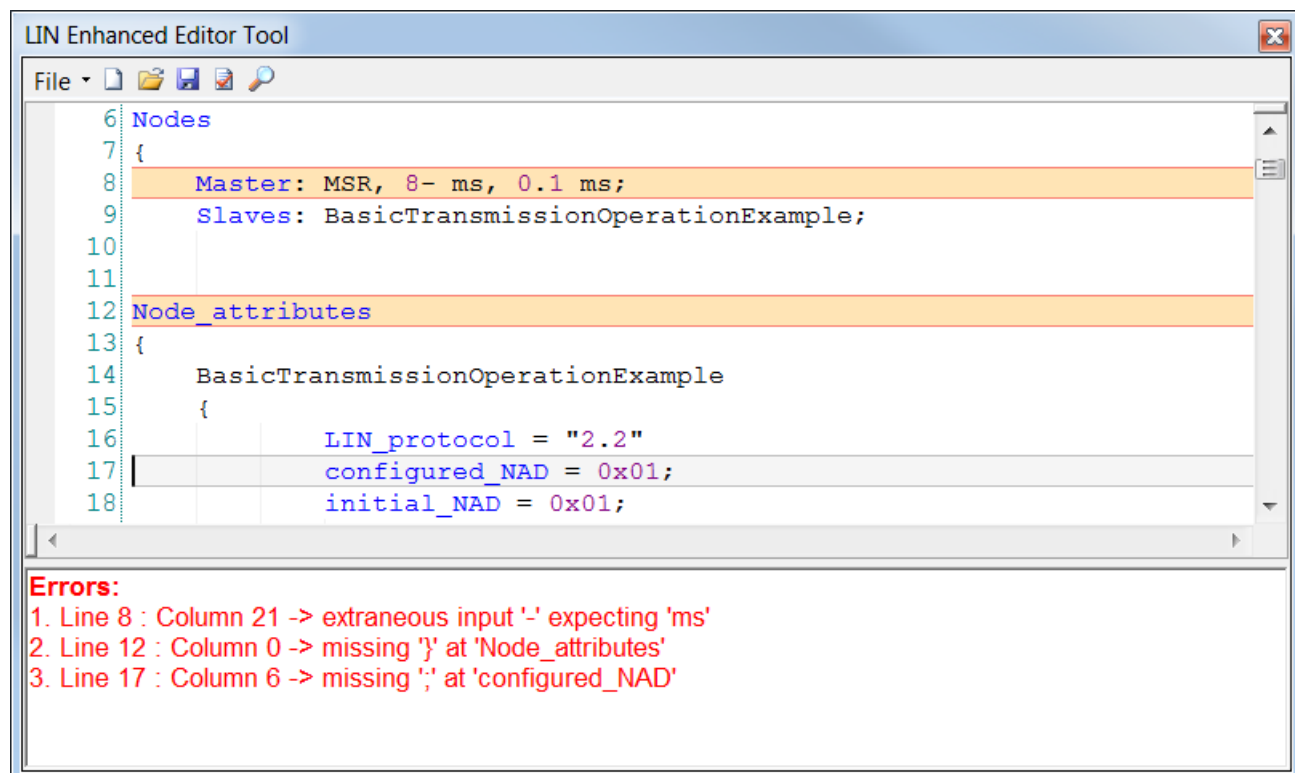 LIN Enhanced Editor Tool
File
6 Nodes
7 {
8 Master: MSR, 8- ms, 0.1 ms;
9 Slaves: BasicTransmissionOperationExample;
10
11
12 Node_attributes
13 {
14 BasicTransmissionOperationExample
15 {
16 LIN_protocol = "2.2"
17 configured_NAD = 0x01;
18 initial_NAD = 0x01;
Errors:
1. Line 8 : Column 21 -> extraneous input '-' expecting 'ms'
2. Line 12 : Column 0 -> missing '}' at 'Node_attributes'
3. Line 17 : Column 6 -> missing ';' at 'configured_NAD'